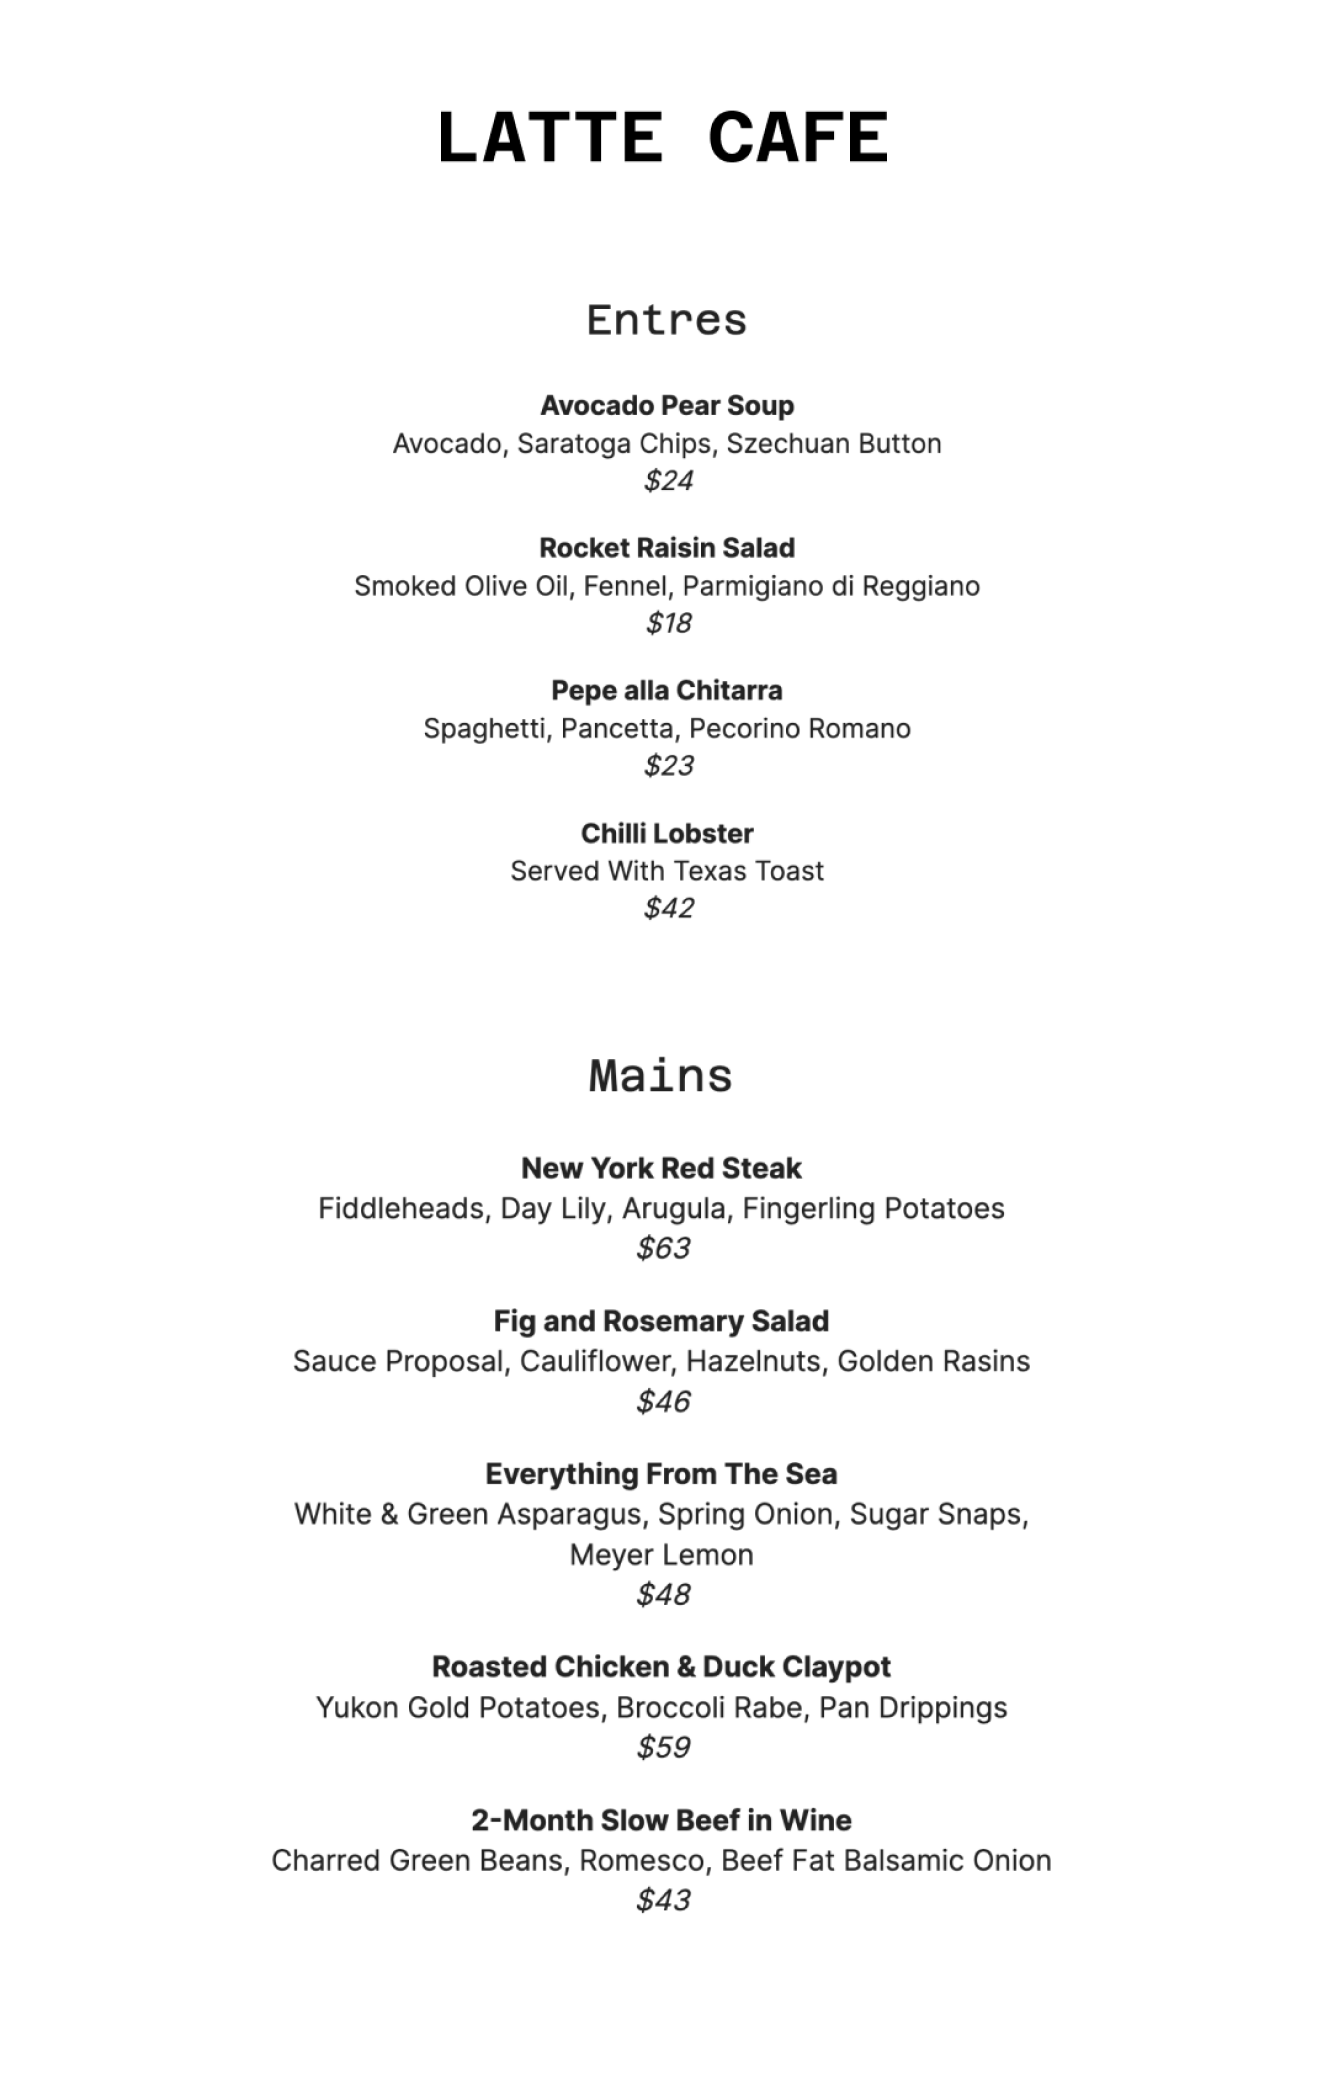 LATTE CAFE
Entres
Avocado Pear Soup
Avocado, Saratoga Chips, Szechuan Button
$24
Rocket Raisin Salad
Smoked Olive Oil, Fennel, Parmigiano di Reggiano
$18
Pepe alla Chitarra
Spaghetti, Pancetta, Pecorino Romano
$23
Chilli Lobster
Served With Texas Toast
$42
Mains
New York Red Steak
Fiddleheads, Day Lily, Arugula, Fingerling Potatoes
$63
Fig and Rosemary Salad
Sauce Proposal, Cauliflower, Hazelnuts, Golden Rasins
$46
Everything From The Sea
White & Green Asparagus, Spring Onion, Sugar Snaps,
Meyer Lemon
$48
Roasted Chicken & Duck Claypot
Yukon Gold Potatoes, Broccoli Rabe, Pan Drippings
$59
2-Month Slow Beef in Wine
Charred Green Beans, Romesco, Beef Fat Balsamic Onion
$43